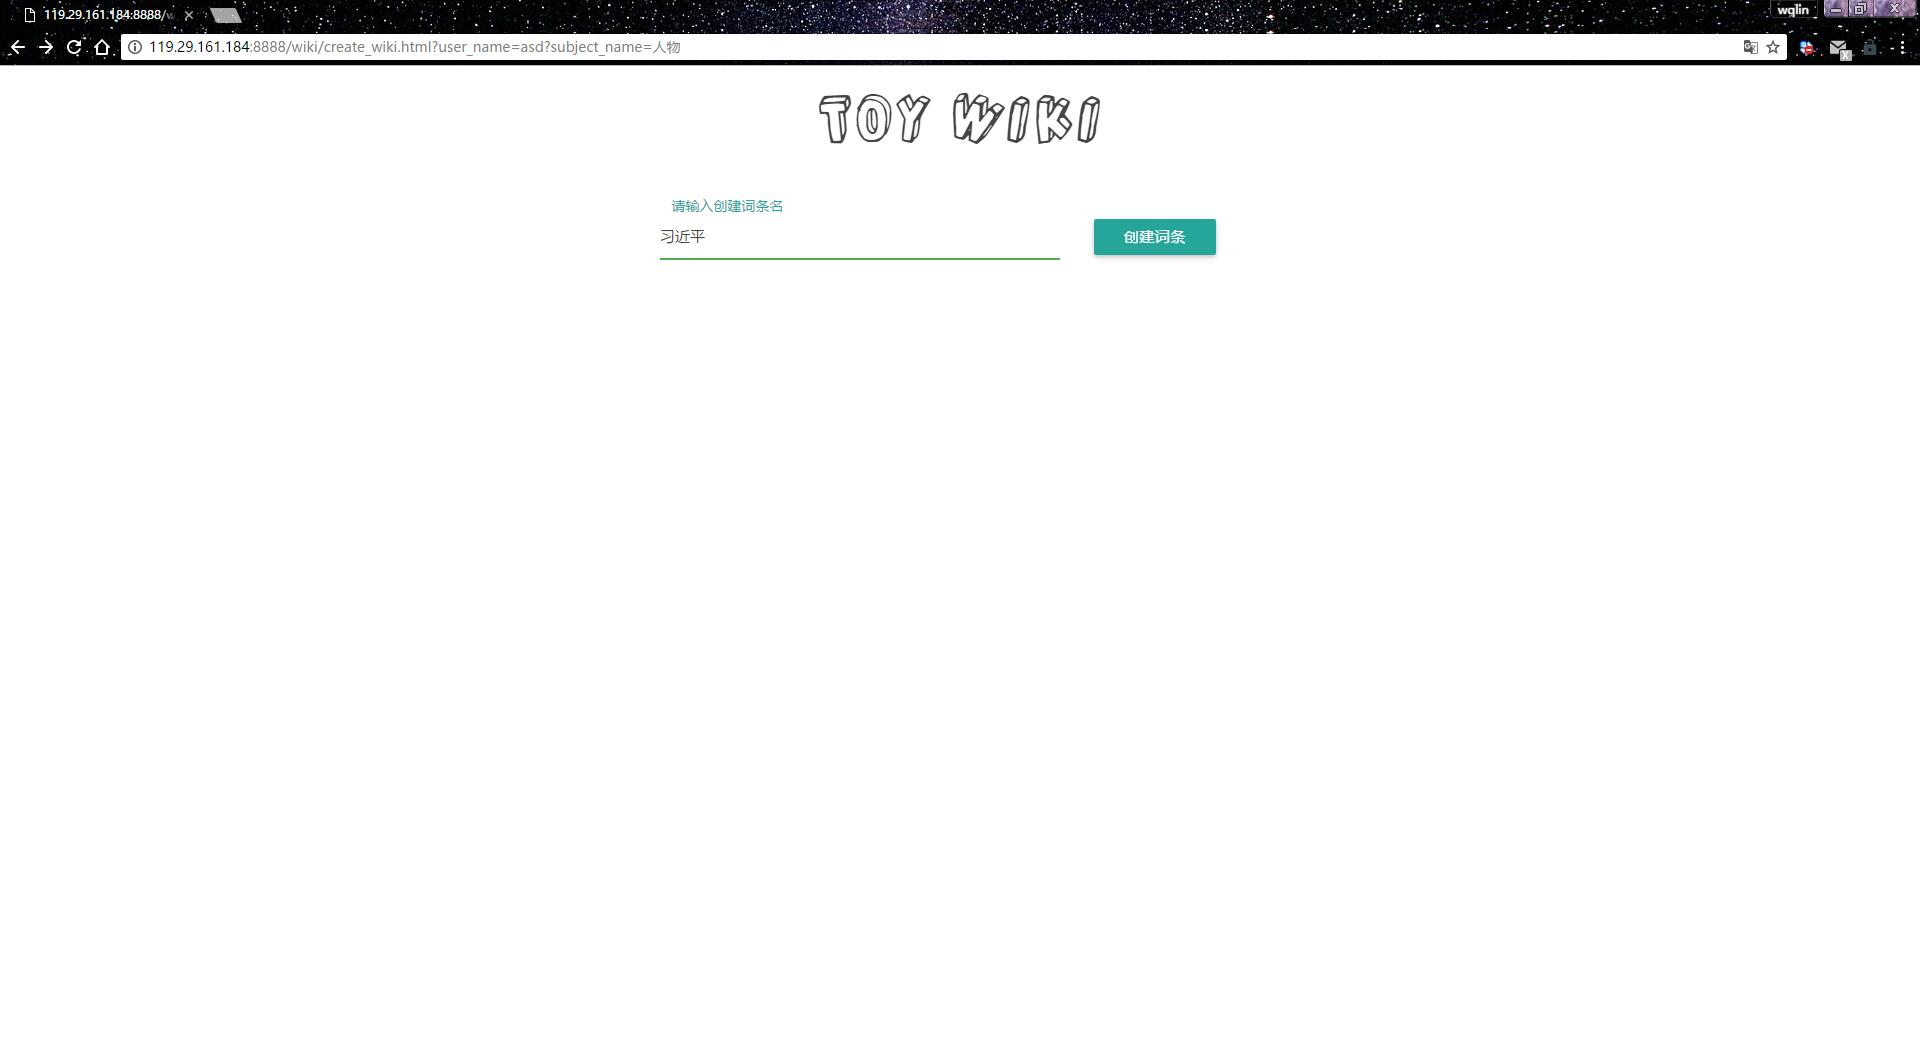 119.29.161.184:8888/
wqlin
119.29.161.184:8888/wiki/create_wiki.html?user_name=asd?subject_name=人物
TOY WIKI
请输入创建词条名
习近平
创建词条